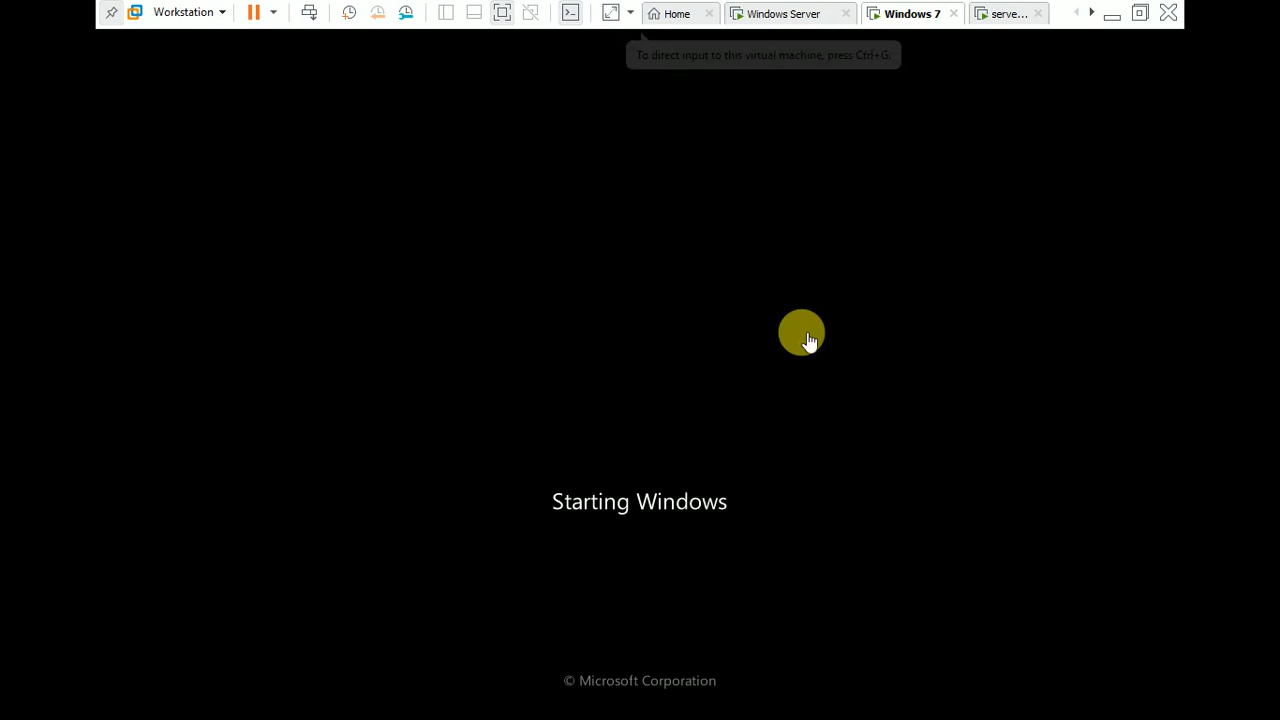 Workstation Home Windows Server Windows 7 serve...
To direct input to this virtual machine, press Ctrl+G.
Starting Windows
© Microsoft Corporation